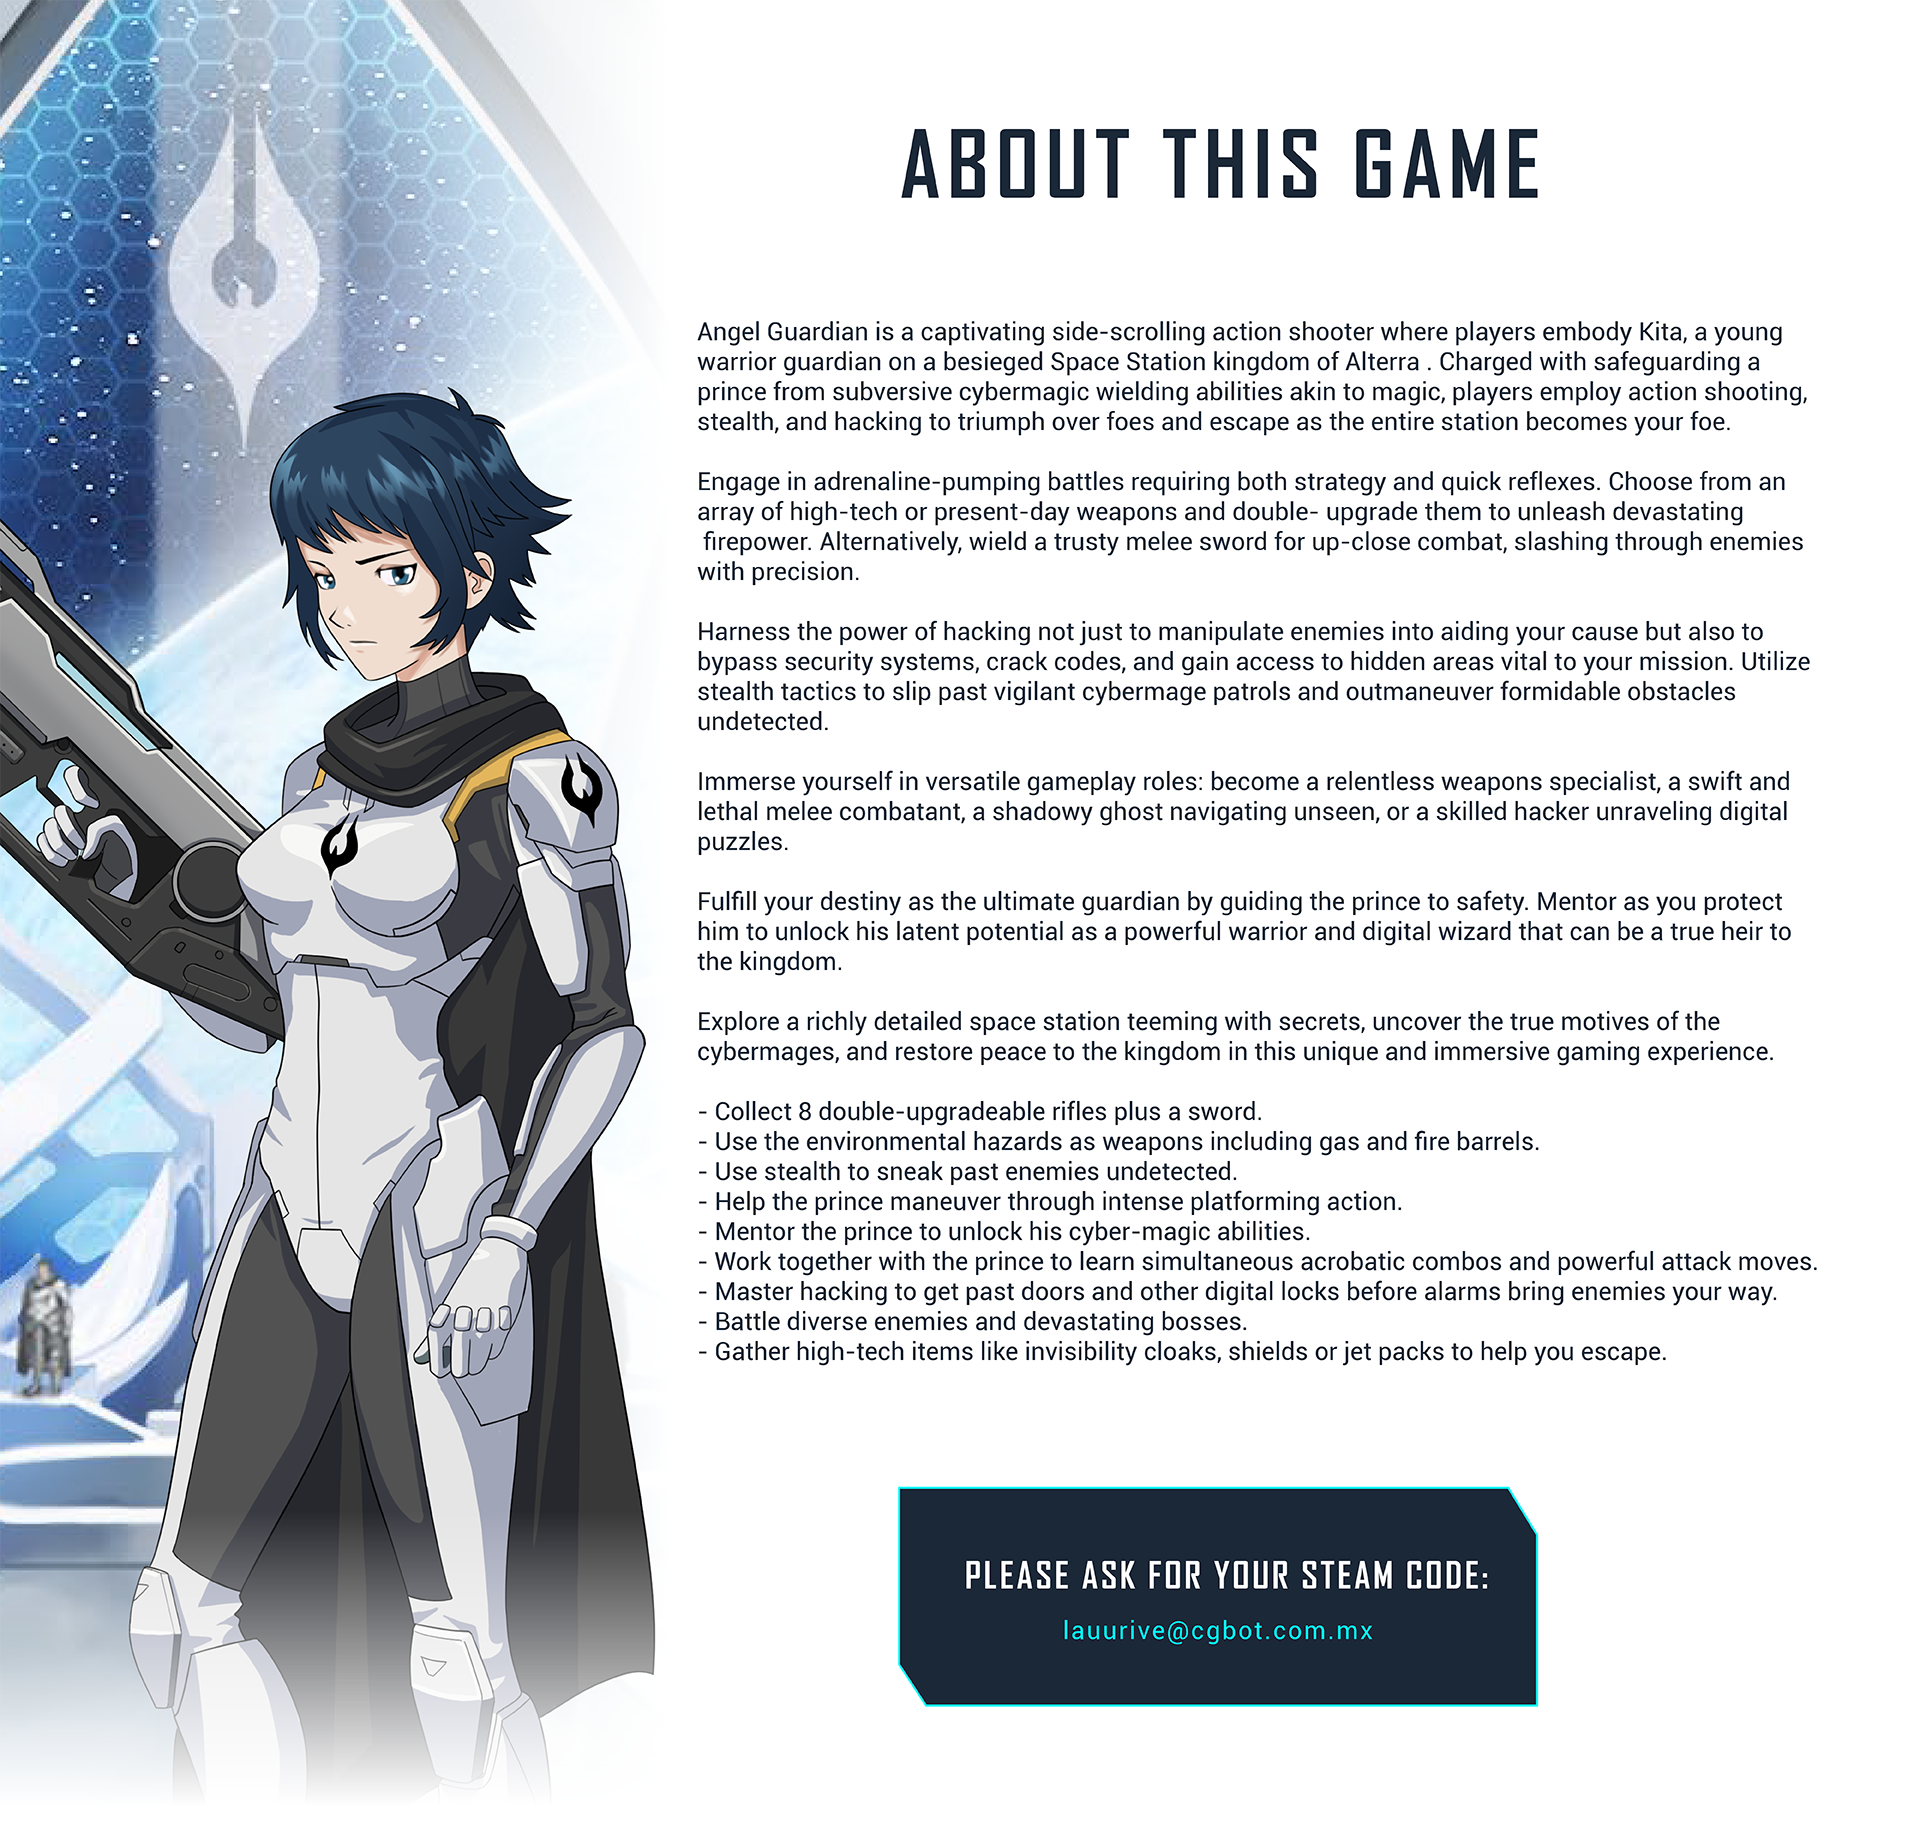 ABOUT THIS GAME
Angel Guardian is a captivating side-scrolling action shooter where players embody Kita, a young
warrior guardian on a besieged Space Station kingdom of Alterra . Charged with safeguarding a
prince from subversive cybermagic wielding abilities akin to magic, players employ action shooting,
stealth, and hacking to triumph over foes and escape as the entire station becomes your foe.
Engage in adrenaline-pumping battles requiring both strategy and quick reflexes. Choose from an
array of high-tech or present-day weapons and double- upgrade them to unleash devastating
firepower. Alternatively, wield a trusty melee sword for up-close combat, slashing through enemies
with precision.
Harness the power of hacking not just to manipulate enemies into aiding your cause but also to
bypass security systems, crack codes, and gain access to hidden areas vital to your mission. Utilize
stealth tactics to slip past vigilant cybermage patrols and outmaneuver formidable obstacles
undetected.
Immerse yourself in versatile gameplay roles: become a relentless weapons specialist, a swift and
lethal melee combatant, a shadowy ghost navigating unseen, or a skilled hacker unraveling digital
puzzles.
Fulfill your destiny as the ultimate guardian by guiding the prince to safety. Mentor as you protect
him to unlock his latent potential as a powerful warrior and digital wizard that can be a true heir to
the kingdom.
Explore a richly detailed space station teeming with secrets, uncover the true motives of the
cybermages, and restore peace to the kingdom in this unique and immersive gaming experience.
- Collect 8 double-upgradeable rifles plus a sword.
- Use the environmental hazards as weapons including gas and fire barrels.
- Use stealth to sneak past enemies undetected.
- Help the prince maneuver through intense platforming action.
- Mentor the prince to unlock his cyber-magic abilities.
- Work together with the prince to learn simultaneous acrobatic combos and powerful attack moves.
- Master hacking to get past doors and other digital locks before alarms bring enemies your way.
- Battle diverse enemies and devastating bosses.
- Gather high-tech items like invisibility cloaks, shields or jet packs to help you escape.
PLEASE ASK FOR YOUR STEAM CODE:
lauurive@cgbot.com.mx